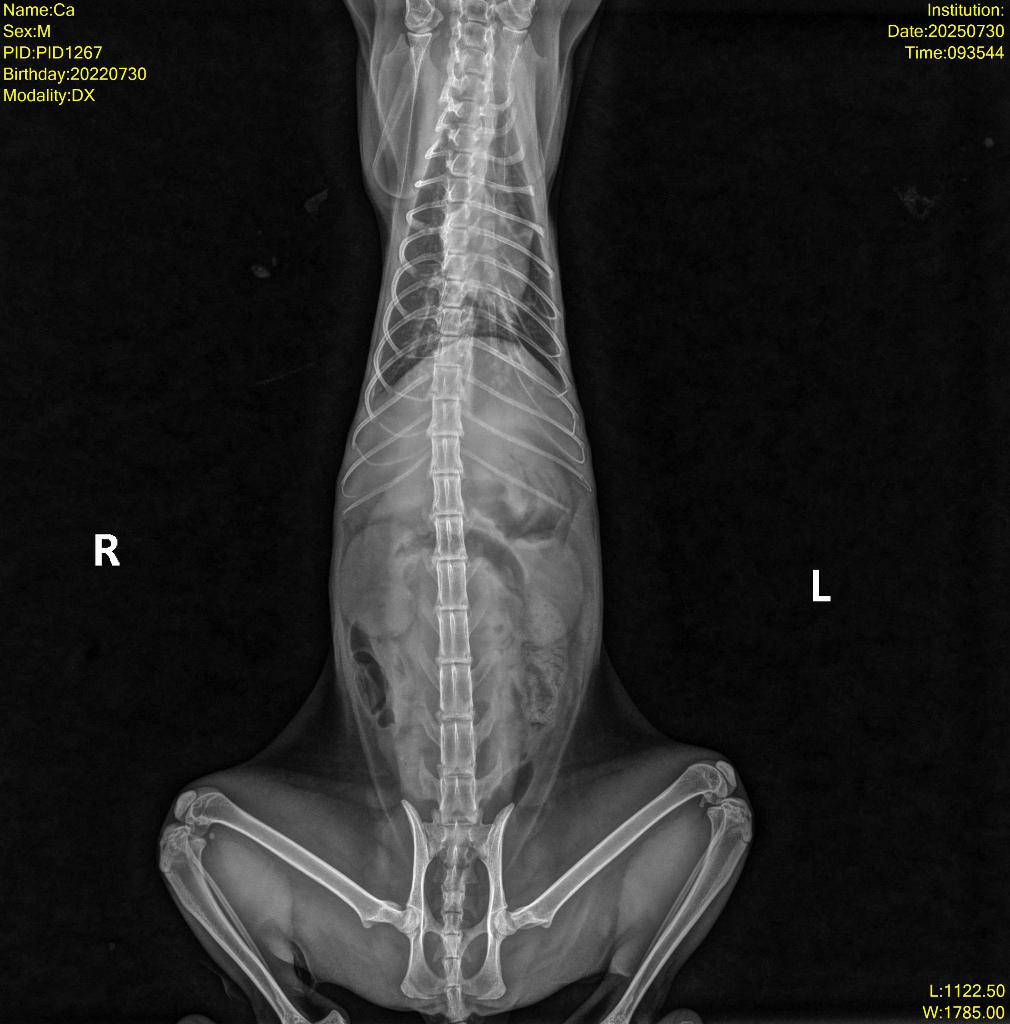 Name:Ca
Sex:M
PID:PID1267
Birthday:20220730
Modality:DX
Institution:
Date:20250730
Time:093544
R
L
L:1122.50
W:1785.00